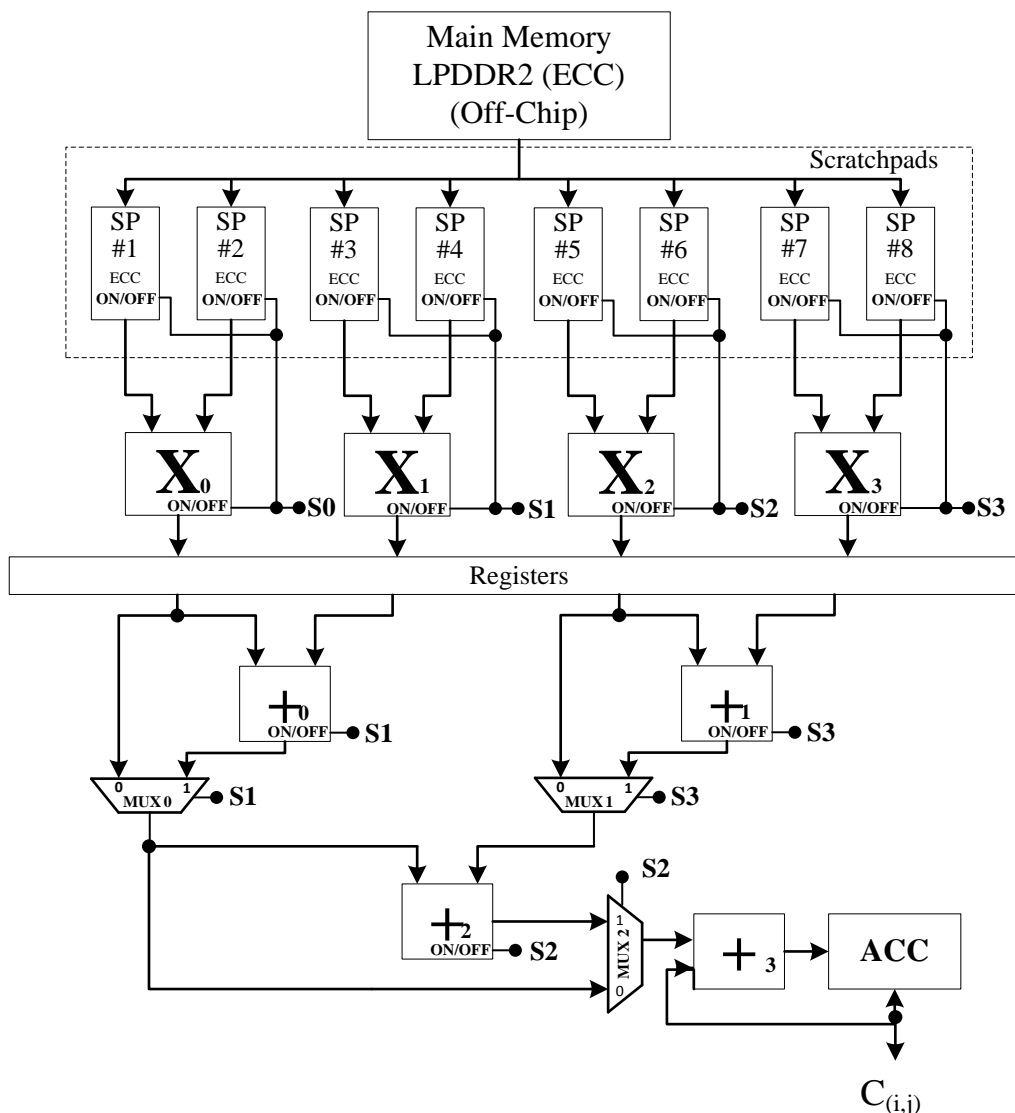 Main Memory
LPDDR2 (ECC)
(Off-Chip)
Scratchpads
SP
#1
ECC
ON/OFF
SP
#2
ECC
ON/OFF
SP
#3
ECC
ON/OFF
SP
#4
ECC
ON/OFF
SP
#5
ECC
ON/OFF
SP
#6
ECC
ON/OFF
SP
#7
ECC
ON/OFF
SP
#8
ECC
ON/OFF
X0
ON/OFF
S0
X1
ON/OFF
S1
X2
ON/OFF
S2
X3
ON/OFF
S3
Registers
+0
ON/OFF
S1
+1
ON/OFF
S3
0 1
MUX 0
S1
0 1
MUX 1
S3
+2
ON/OFF
S2
S2
1
MUX 2
0
+3
ACC
C(i,j)